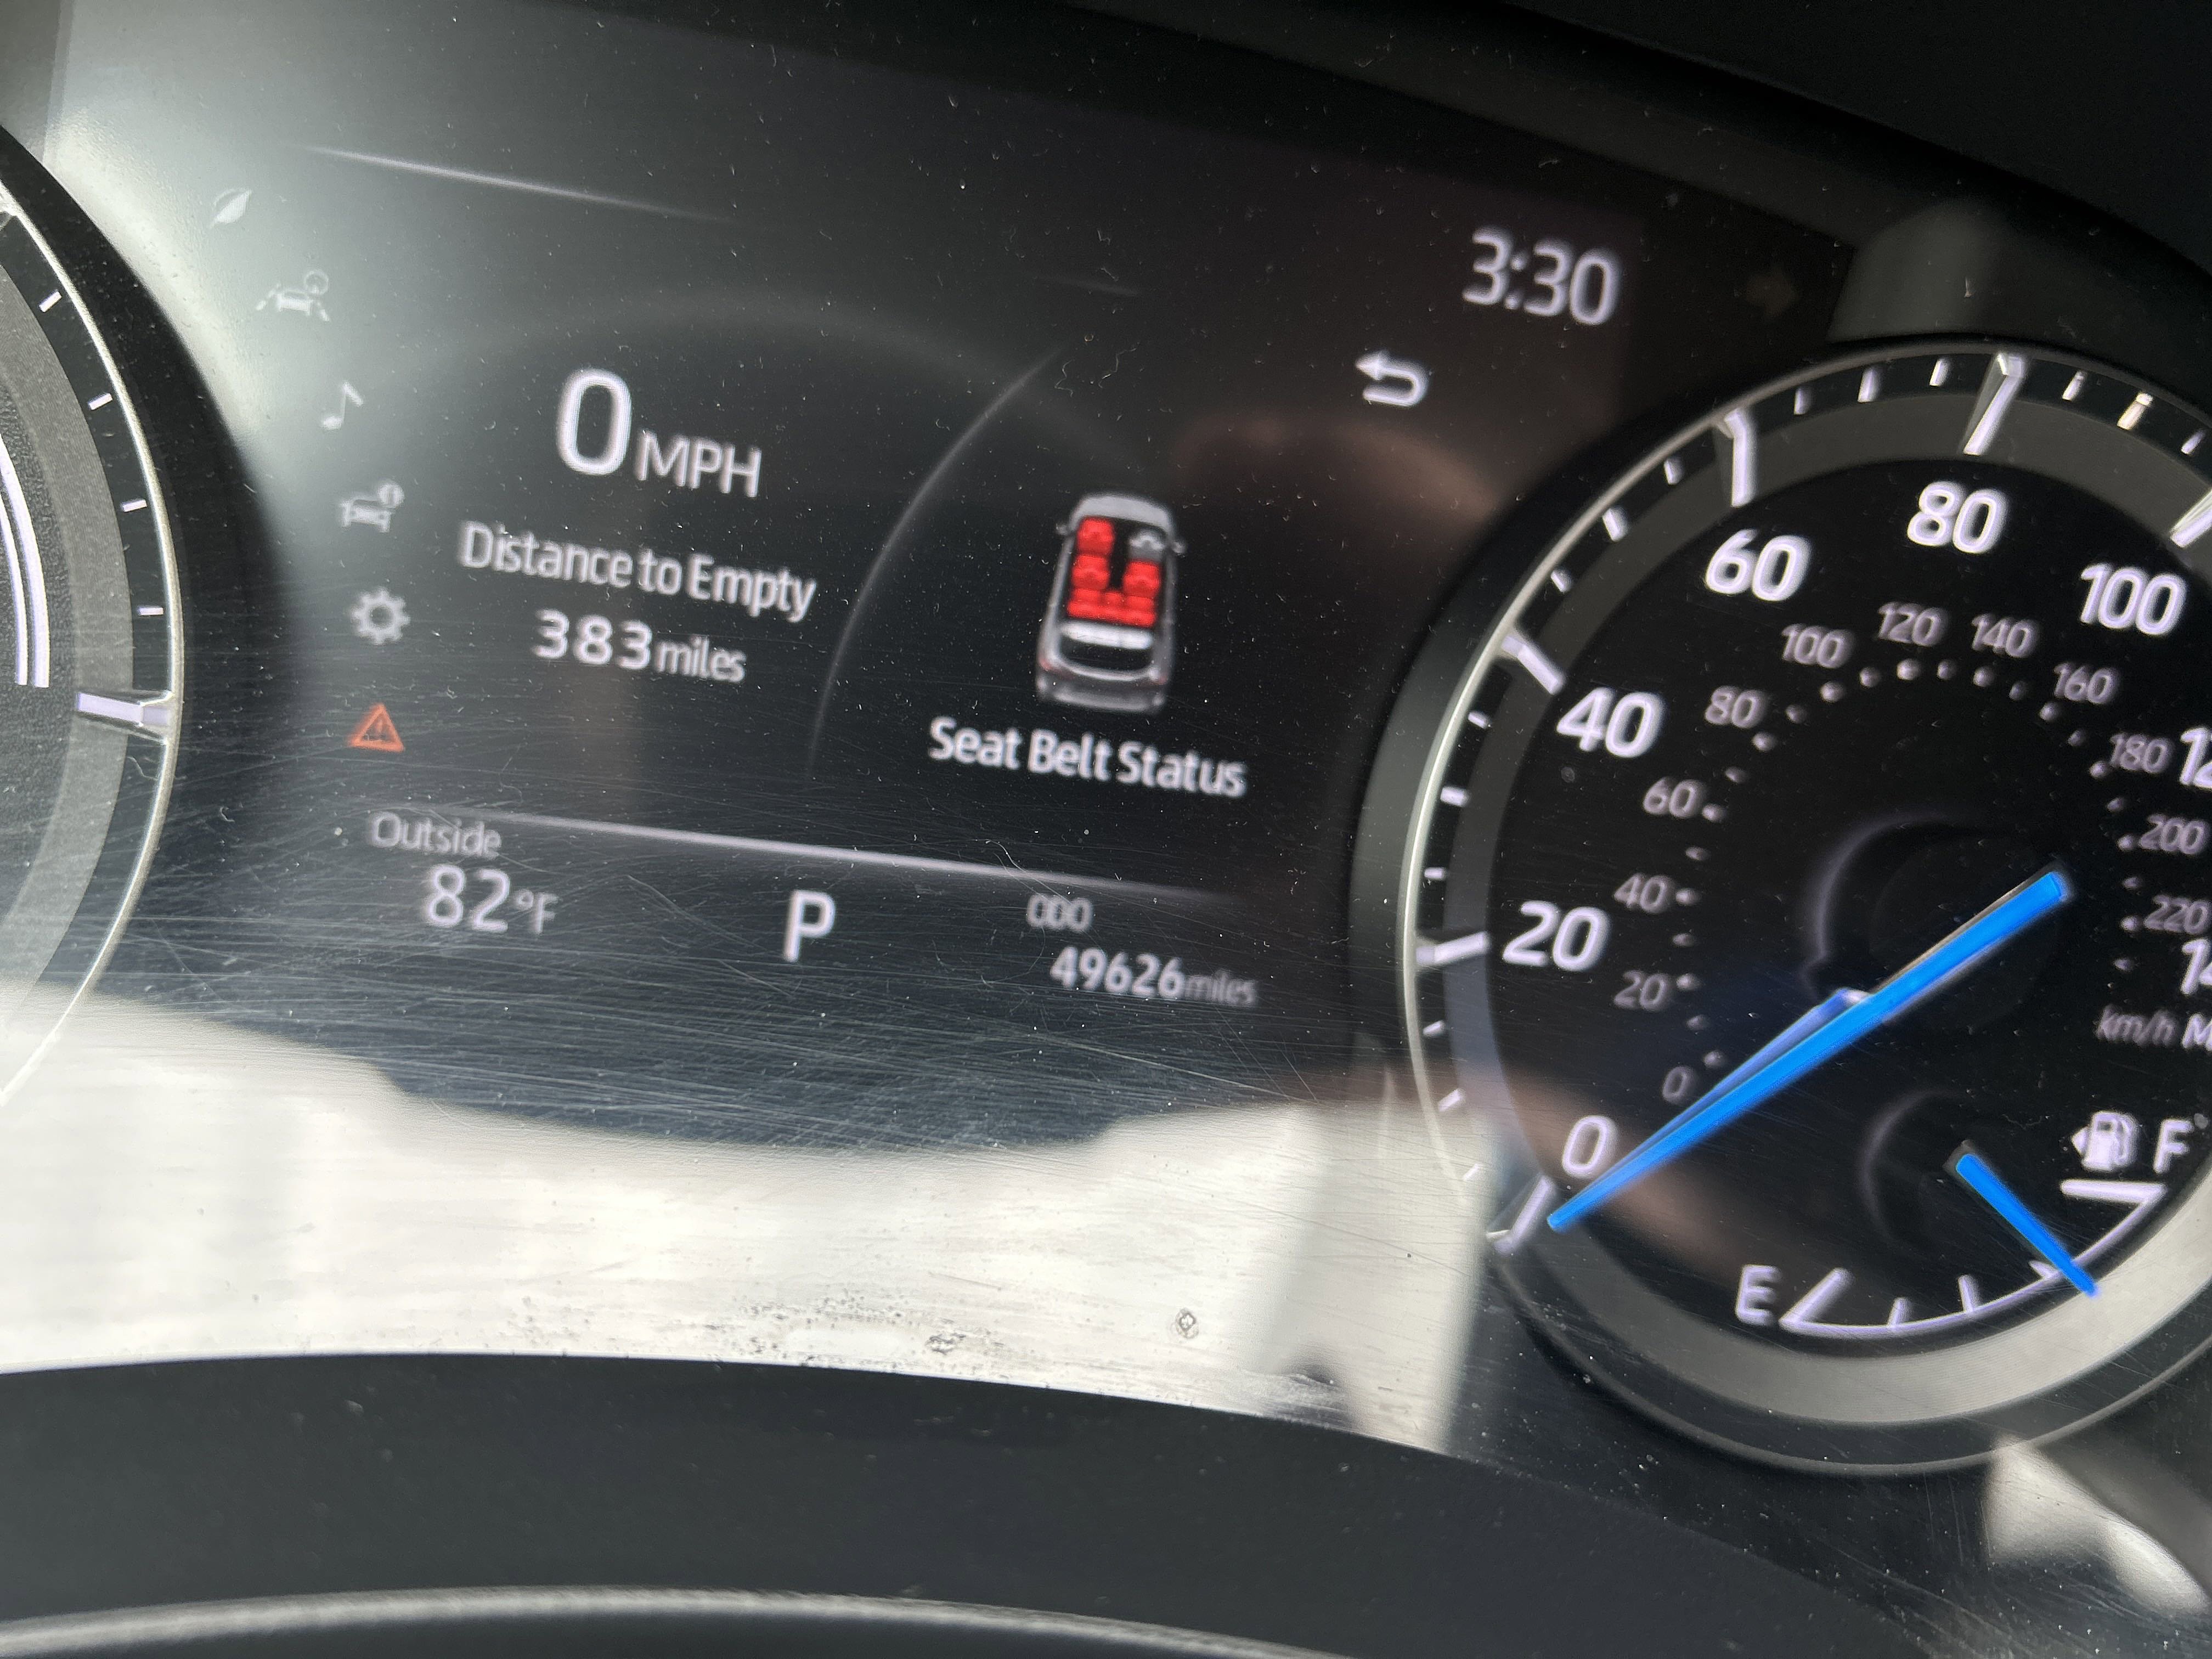 3:30
0 MPH
Distance to Empty
383 miles
Seat Belt Status
Outside
82°F
P
ODO
49626 miles
0
20
40
60
80
100
0
20
40
60
80
100
120
140
160
180
200
220
km/h
E
F